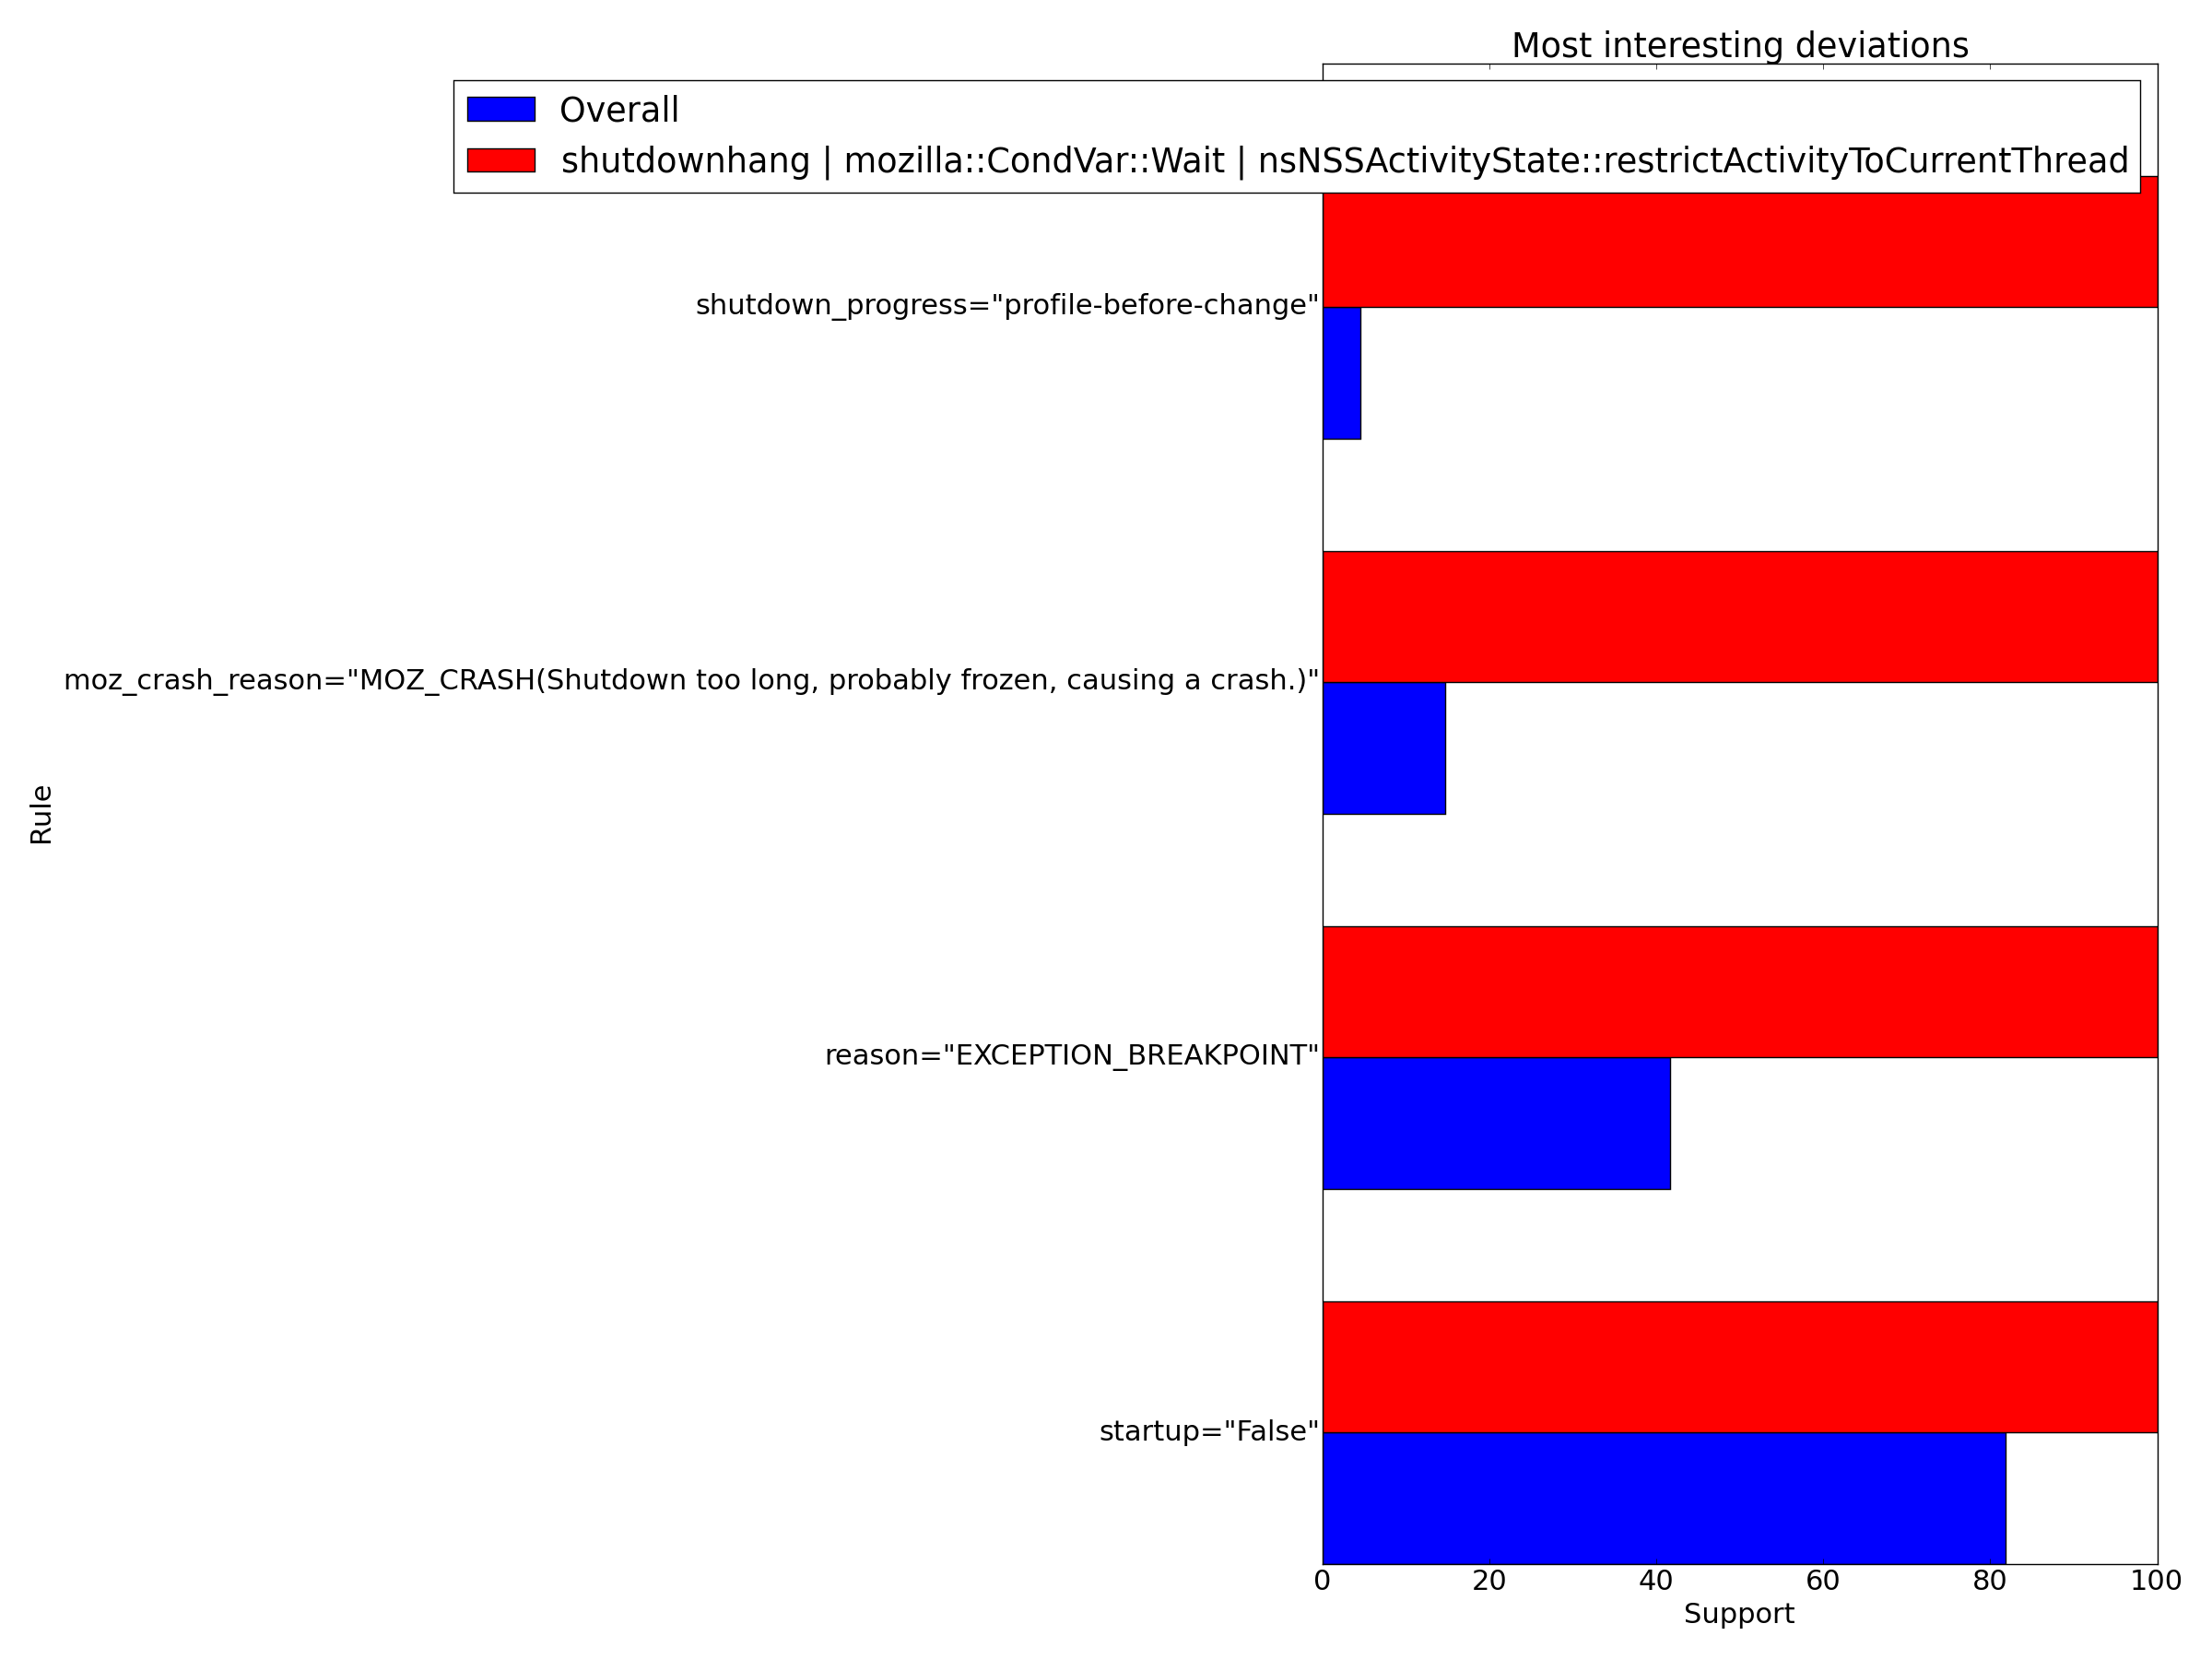 Most interesting deviations
Overall
shutdownhang | mozilla::CondVar::Wait | nsNSSActivityState::restrictActivityToCurrentThread
shutdown_progress="profile-before-change"
moz_crash_reason="MOZ_CRASH(Shutdown too long, probably frozen, causing a crash.)"
Rule
reason="EXCEPTION_BREAKPOINT"
startup="False"
0 20 40 60 80 100
Support